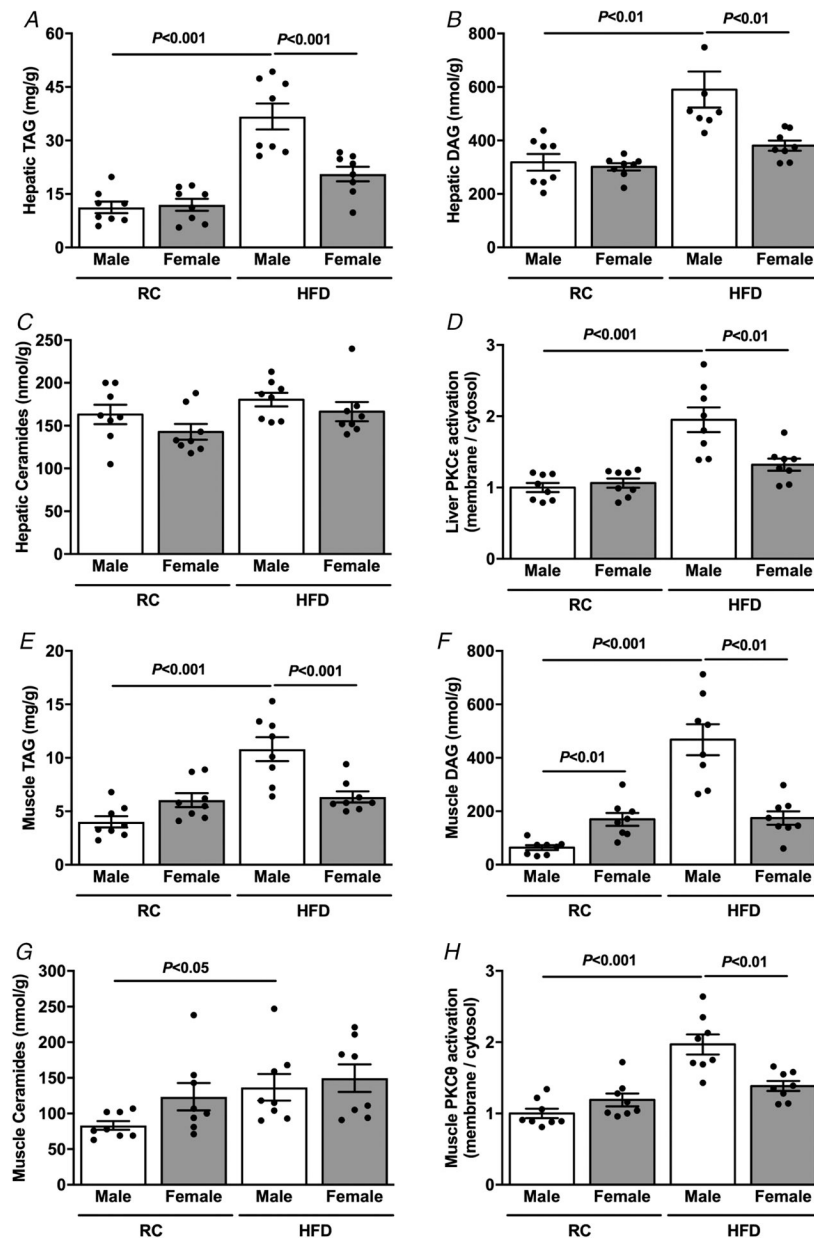 A
P<0.001 P<0.001
Hepatic TAG (mg/g)
60
45
30
15
0
Male Female Male Female
RC HFD
B
P<0.01 P<0.01
Hepatic DAG (nmol/g)
800
600
400
200
0
Male Female Male Female
RC HFD
C
Hepatic Ceramides (nmol/g)
250
200
150
100
50
0
Male Female Male Female
RC HFD
D
P<0.001 P<0.01
Liver PKCε activation
(membrane / cytosol)
3
2
1
0
Male Female Male Female
RC HFD
E
P<0.001 P<0.001
Muscle TAG (mg/g)
20
15
10
5
0
Male Female Male Female
RC HFD
F
P<0.001 P<0.01
P<0.01
Muscle DAG (nmol/g)
800
600
400
200
0
Male Female Male Female
RC HFD
G
P<0.05
Muscle Ceramides (nmol/g)
300
250
200
150
100
50
0
Male Female Male Female
RC HFD
H
P<0.001 P<0.01
Muscle PKCθ activation
(membrane / cytosol)
3
2
1
0
Male Female Male Female
RC HFD